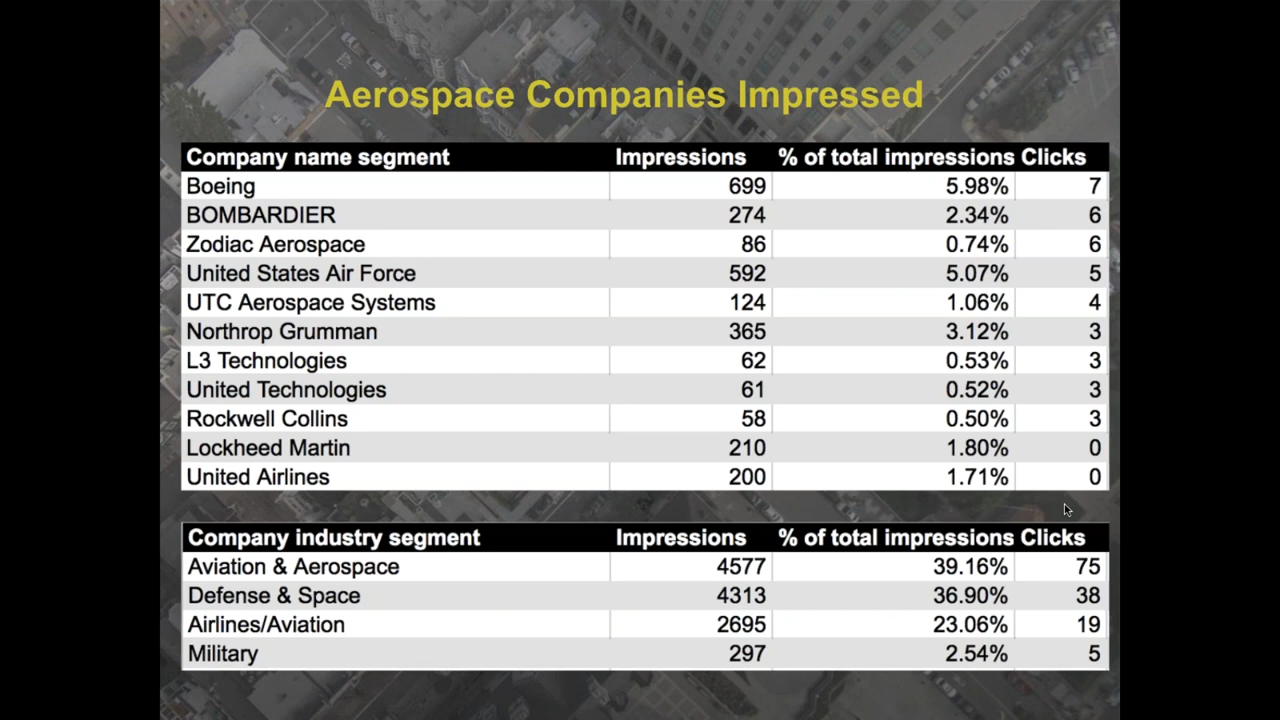 Aerospace Companies Impressed
Company name segment Impressions % of total impressions Clicks
Boeing 699 5.98% 7
BOMBARDIER 274 2.34% 6
Zodiac Aerospace 86 0.74% 6
United States Air Force 592 5.07% 5
UTC Aerospace Systems 124 1.06% 4
Northrop Grumman 365 3.12% 3
L3 Technologies 62 0.53% 3
United Technologies 61 0.52% 3
Rockwell Collins 58 0.50% 3
Lockheed Martin 210 1.80% 0
United Airlines 200 1.71% 0
Company industry segment Impressions % of total impressions Clicks
Aviation & Aerospace 4577 39.16% 75
Defense & Space 4313 36.90% 38
Airlines/Aviation 2695 23.06% 19
Military 297 2.54% 5